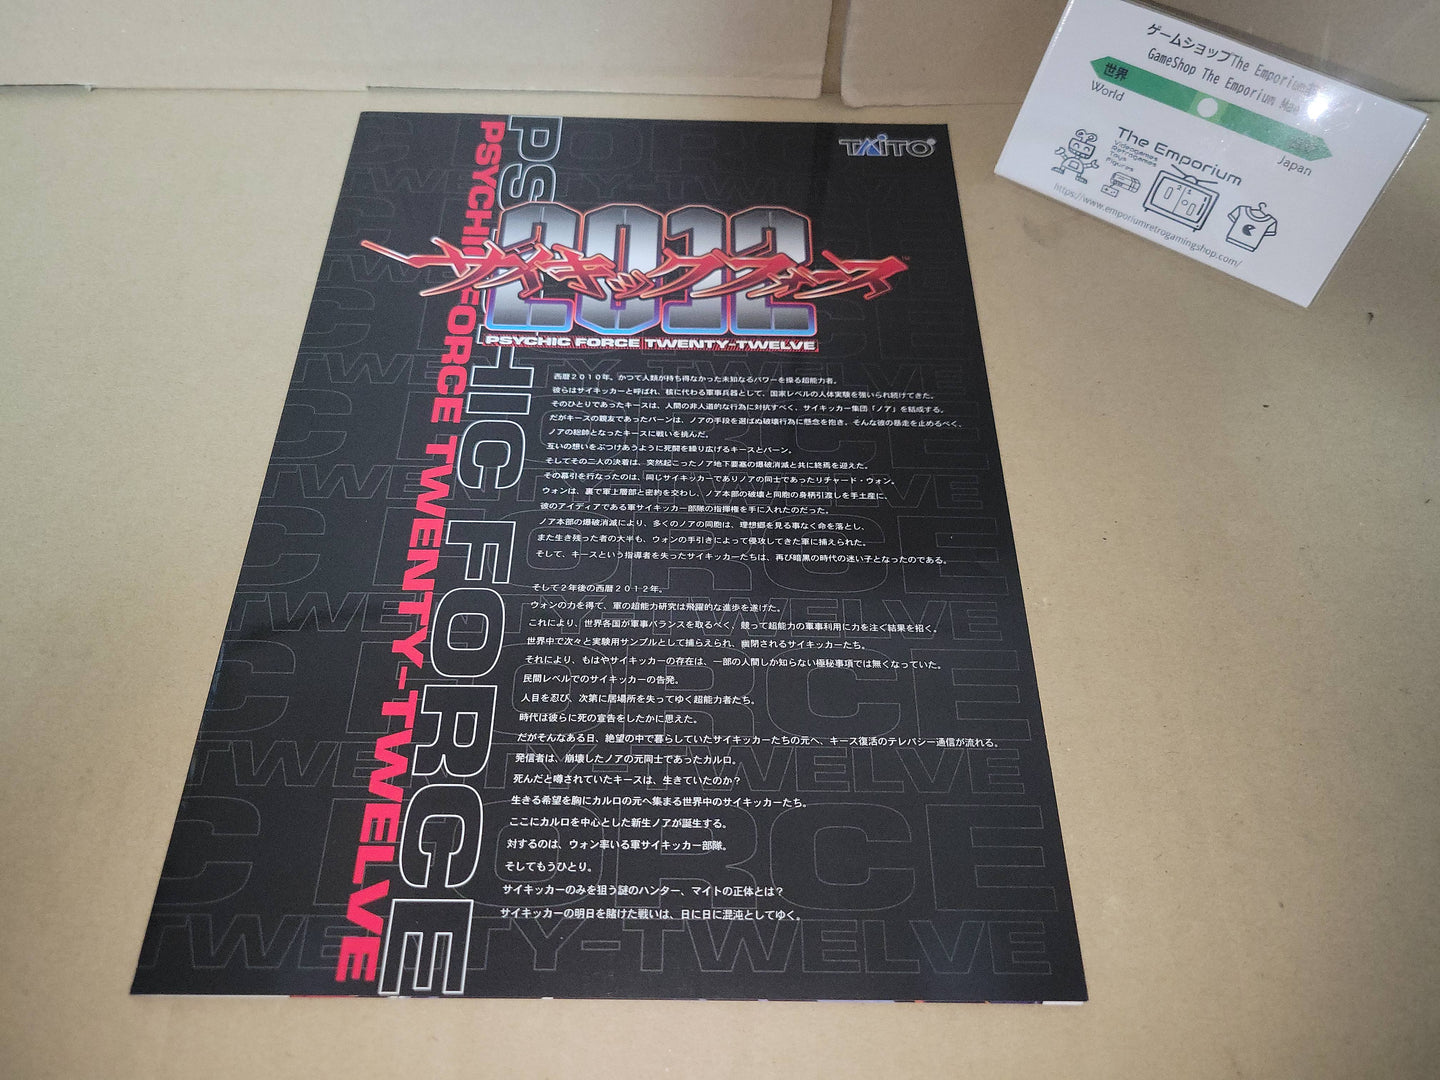 ゲームショップThe Emporium
GameShop The Emporium
世界
World
Japan
The Emporium
Videogames
Retrogames
Toys
Figures
https://www.emporiumretrogamingshop.com/
TAITO
PSYCHIC FORCE TWENTY-TWELVE
PSYCHIC FORCE
2012
サイキックフォース
PSYCHIC FORCE TWENTY-TWELVE
西暦2010年、かつて人類が持ち得なかった未知なるパワーを操る超能力者。
彼らはサイキッカーと呼ばれ、核に代わる軍事兵器として、国家レベルの人体実験を強いられ続けてきた。
そのひとりであったキースは、人間の非人道的な行為に対抗すべく、サイキッカー集団「ノア」を結成する。
だがキースの親友であったバーンは、ノアの手段を選ばぬ破壊行為に懸念を抱き、そんな彼の暴走を止めるべく、
ノアの総帥となったキースに戦いを挑んだ。
互いの想いをぶつけあうように死闘を繰り広げるキースとバーン。
そしてその二人の決着は、突然起こったノア地下要塞の爆破消滅と共に終焉を迎えた。
その幕引を行なったのは、同じサイキッカーでありノアの同士であったリチャード・ウォン。
ウォンは、裏で軍上層部と密約を交わし、ノア本部の破壊と同胞の身柄引渡しを手土産に、
彼のアイディアである軍サイキッカー部隊の指揮権を手に入れたのだった。
ノア本部の爆破消滅により、多くのノアの同胞は、理想郷を見る事なく命を落とし、
また生き残った者の大半も、ウォンの手引きによって侵攻してきた軍に捕えられた。
そして、キースという指導者を失ったサイキッカーたちは、再び暗黒の時代の迷い子となったのである。
そして2年後の西暦2012年。
ウォンの力を得て、軍の超能力研究は飛躍的な進歩を遂げた。
これにより、世界各国が軍事バランスを取るべく、競って超能力の軍事利用に力を注ぐ結果を招く。
世界中で次々と実験用サンプルとして捕らえられ、幽閉されるサイキッカーたち。
それにより、もはやサイキッカーの存在は、一部の人間しか知らない極秘事項では無くなっていた。
民間レベルでのサイキッカーの告発。
人目を忍び、次第に居場所を失ってゆく超能力者たち。
時代は彼らに死の宣告をしたかに思えた。
だがそんなある日、絶望の中で暮らしていたサイキッカーたちの元へ、キース復活のテレパシー通信が流れる。
発信者は、崩壊したノアの元同士であったカルロ。
死んだと噂されていたキースは、生きていたのか?
生きる希望を胸にカルロの元へ集まる世界中のサイキッカーたち。
ここにカルロを中心とした新生ノアが誕生する。
対するのは、ウォン率いる軍サイキッカー部隊。
そしてもうひとり。
サイキッカーのみを狙う謎のハンター、マイトの正体とは?
サイキッカーの明日を賭けた戦いは、日に日に混沌としてゆく。